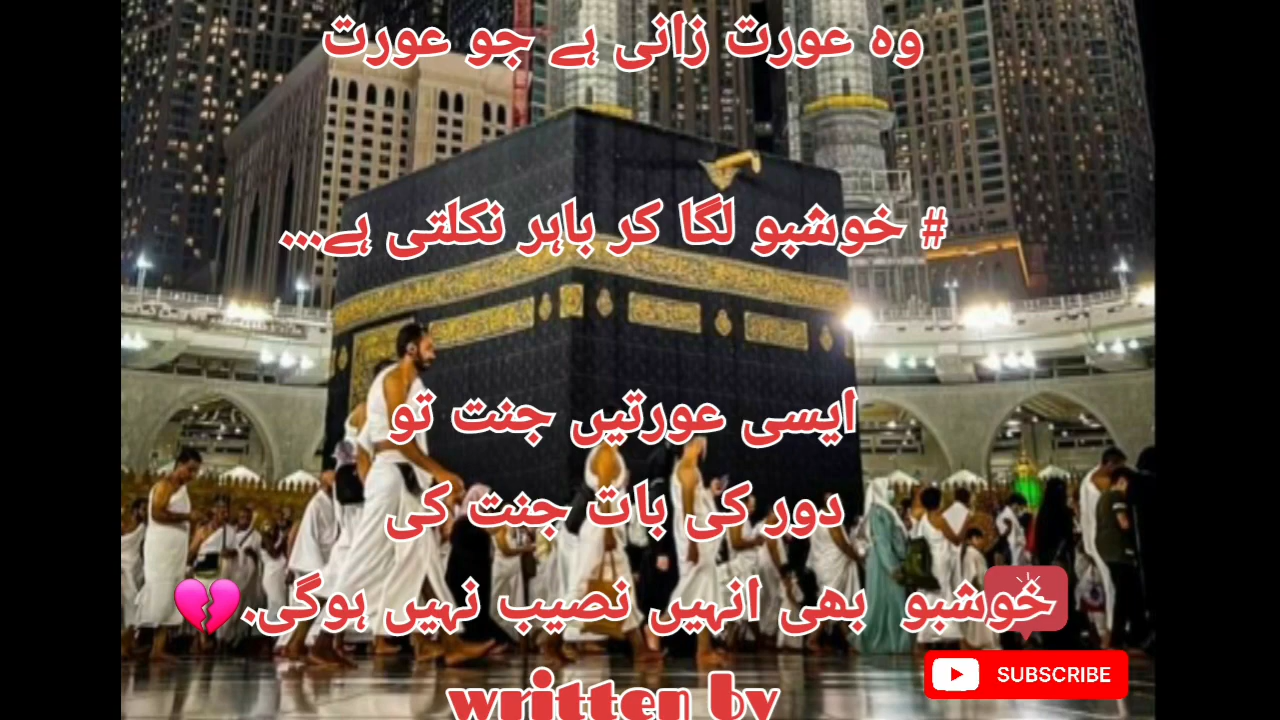 وہ عورت زانی ہے جو عورت
# خوشبو لگا کر باہر نکلتی ہے...
ایسی عورتیں جنت تو
دور کی بات جنت کی
خوشبو بھی انہیں نصیب نہیں ہوگی.💔
SUBSCRIBE
written by